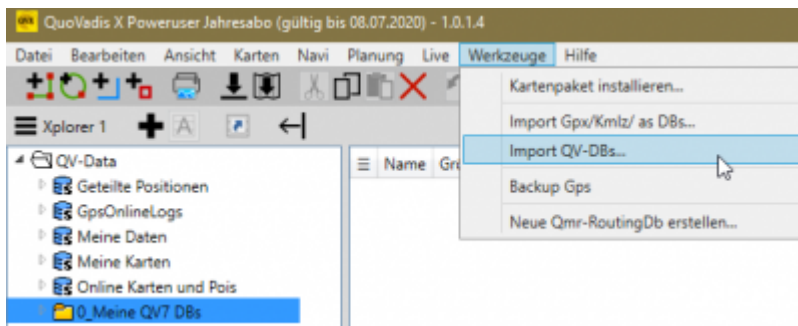 QuoVadis X Poweruser Jahresabo (gültig bis 08.07.2020) - 1.0.1.4
Datei Bearbeiten Ansicht Karten Navi Planung Live Werkzeuge Hilfe
Kartenpaket installieren...
Import Gpx/Kmlz/ as DBs...
Import QV-DBs...
Backup Gps
Neue Qmr-RoutingDb erstellen...
Xplorer 1 A
QV-Data
Geteilte Positionen
GpsOnlineLogs
Meine Daten
Meine Karten
Online Karten und Pois
0_Meine QV7 DBs
Name